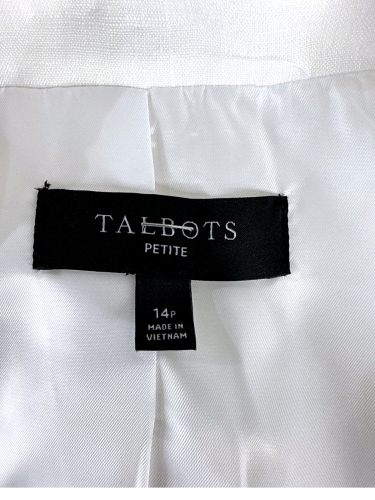 TALBOTS
PETITE
14P
MADE IN
VIETNAM